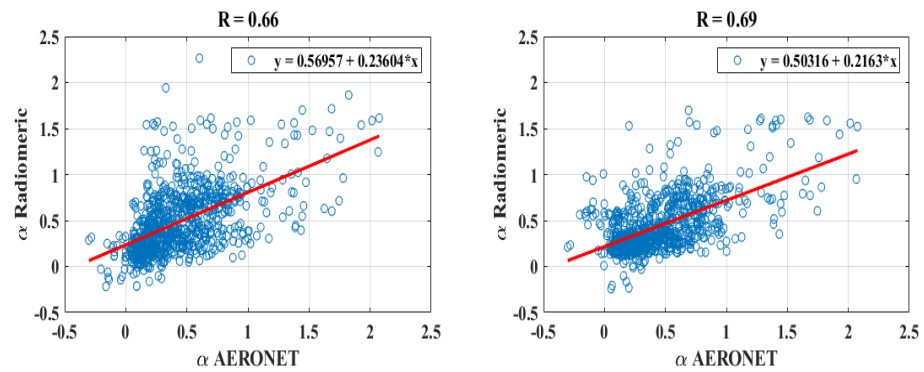 R = 0.66
y = 0.56957 + 0.23604*x
2.5
2
1.5
1
0.5
0
-0.5
α Radiomeric
-0.5 0 0.5 1 1.5 2 2.5
α AERONET
R = 0.69
y = 0.50316 + 0.2163*x
2.5
2
1.5
1
0.5
0
-0.5
α Radiomeric
-0.5 0 0.5 1 1.5 2 2.5
α AERONET